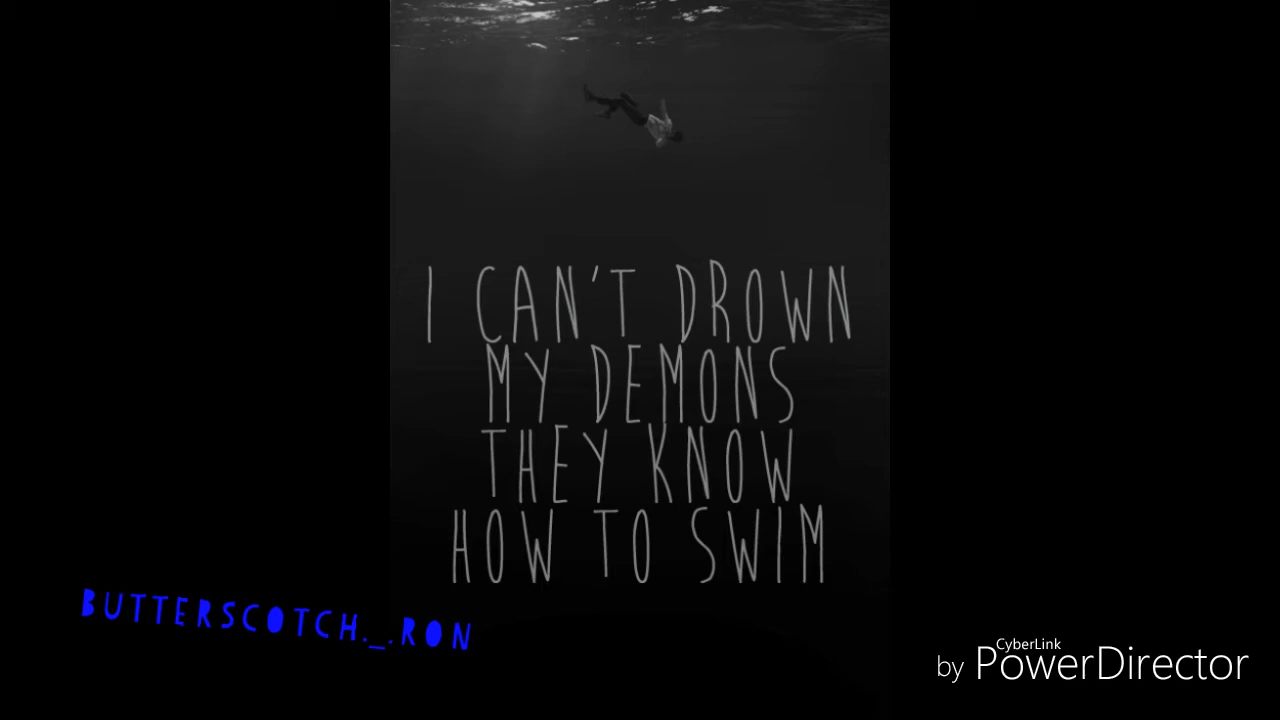 I CAN'T DROWN
MY DEMONS
THEY KNOW
HOW TO SWIM
BUTTERSCOTCH._.RON
by CyberLink PowerDirector